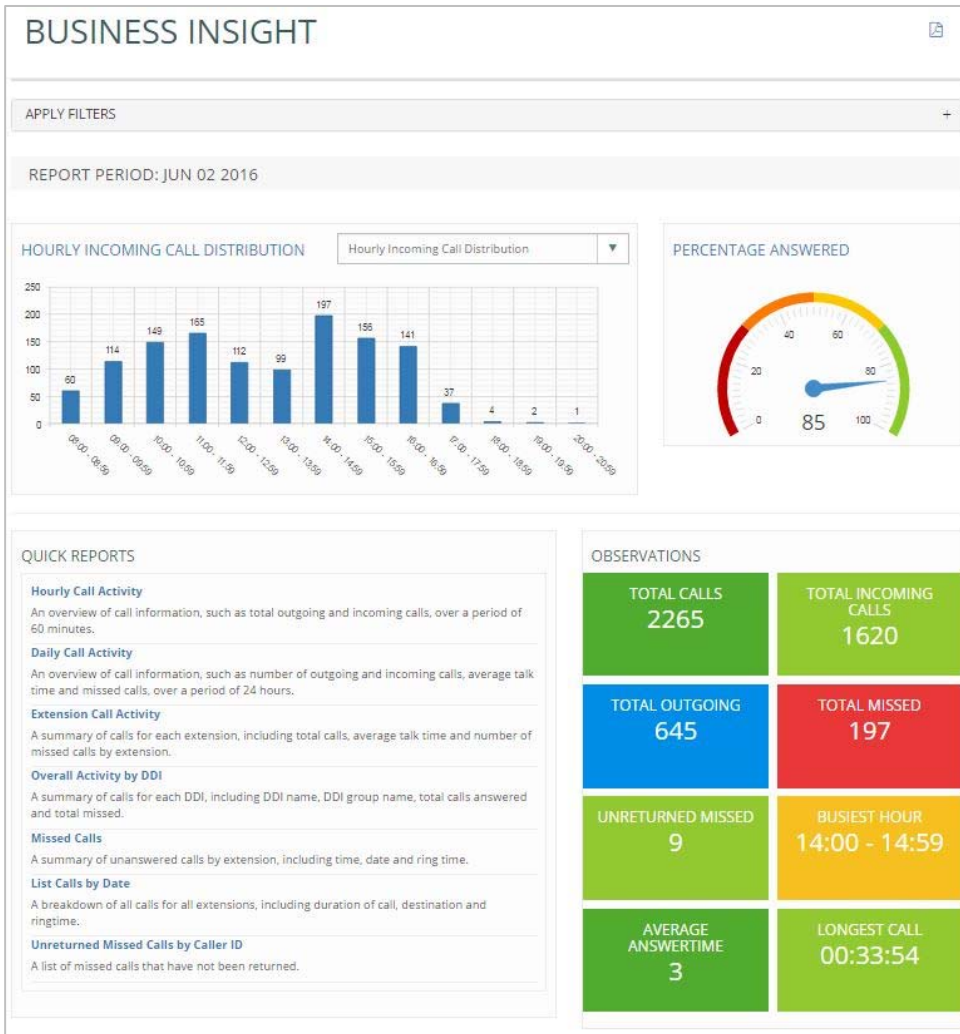 BUSINESS INSIGHT
APPLY FILTERS +
REPORT PERIOD: JUN 02 2016
HOURLY INCOMING CALL DISTRIBUTION
Hourly Incoming Call Distribution ▼
250
200
150
100
50
0
60
114
149
165
112
99
197
156
141
37
4
2
1
08:00 - 08:59
09:00 - 09:59
10:00 - 10:59
11:00 - 11:59
12:00 - 12:59
13:00 - 13:59
14:00 - 14:59
15:00 - 15:59
16:00 - 16:59
17:00 - 17:59
18:00 - 18:59
19:00 - 19:59
20:00 - 20:59
PERCENTAGE ANSWERED
0
20
40
60
80
100
85
QUICK REPORTS
Hourly Call Activity
An overview of call information, such as total outgoing and incoming calls, over a period of
60 minutes.
Daily Call Activity
An overview of call information, such as number of outgoing and incoming calls, average talk
time and missed calls, over a period of 24 hours.
Extension Call Activity
A summary of calls for each extension, including total calls, average talk time and number of
missed calls by extension.
Overall Activity by DDI
A summary of calls for each DDI, including DDI name, DDI group name, total calls answered
and total missed.
Missed Calls
A summary of unanswered calls by extension, including time, date and ring time.
List Calls by Date
A breakdown of all calls for all extensions, including duration of call, destination and
ringtime.
Unreturned Missed Calls by Caller ID
A list of missed calls that have not been returned.
OBSERVATIONS
TOTAL CALLS
2265
TOTAL INCOMING
CALLS
1620
TOTAL OUTGOING
645
TOTAL MISSED
197
UNRETURNED MISSED
9
BUSIEST HOUR
14:00 - 14:59
AVERAGE
ANSWERTIME
3
LONGEST CALL
00:33:54